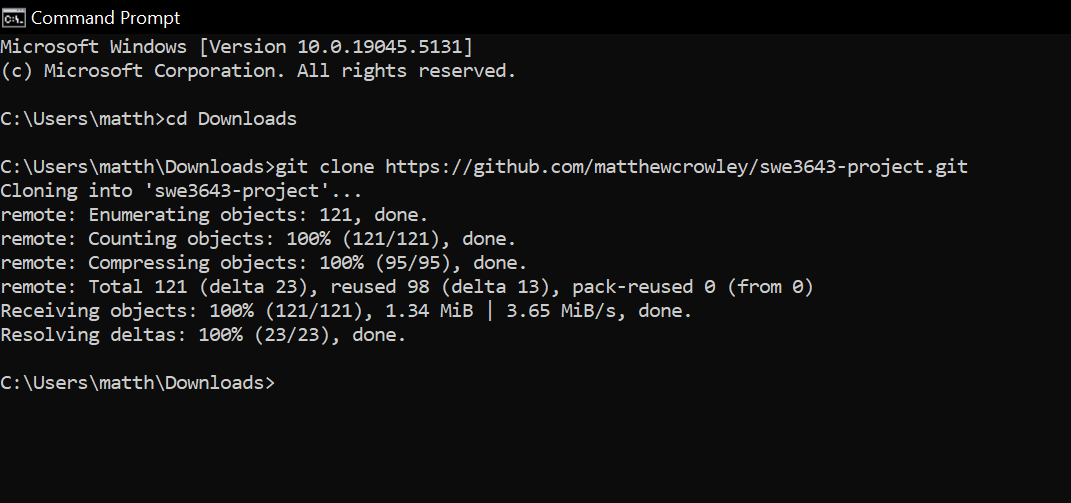 Command Prompt
Microsoft Windows [Version 10.0.19045.5131]
(c) Microsoft Corporation. All rights reserved.
C:\Users\matth>cd Downloads
C:\Users\matth\Downloads>git clone https://github.com/matthewcrowley/swe3643-project.git
Cloning into 'swe3643-project'...
remote: Enumerating objects: 121, done.
remote: Counting objects: 100% (121/121), done.
remote: Compressing objects: 100% (95/95), done.
remote: Total 121 (delta 23), reused 98 (delta 13), pack-reused 0 (from 0)
Receiving objects: 100% (121/121), 1.34 MiB | 3.65 MiB/s, done.
Resolving deltas: 100% (23/23), done.
C:\Users\matth\Downloads>